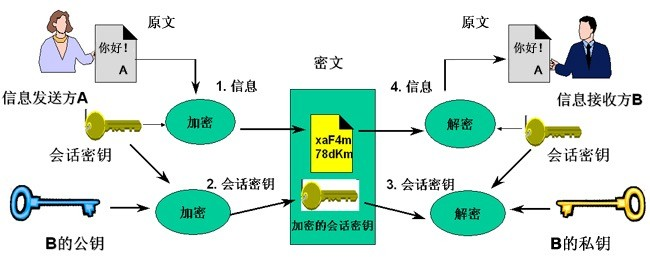 原文
你好！
A
信息发送方A
会话密钥
B的公钥
加密
加密
1. 信息
2. 会话密钥
密文
xaF4m
78dKm
加密的会话密钥
4. 信息
3. 会话密钥
解密
解密
原文
你好！
A
信息接收方B
会话密钥
B的私钥